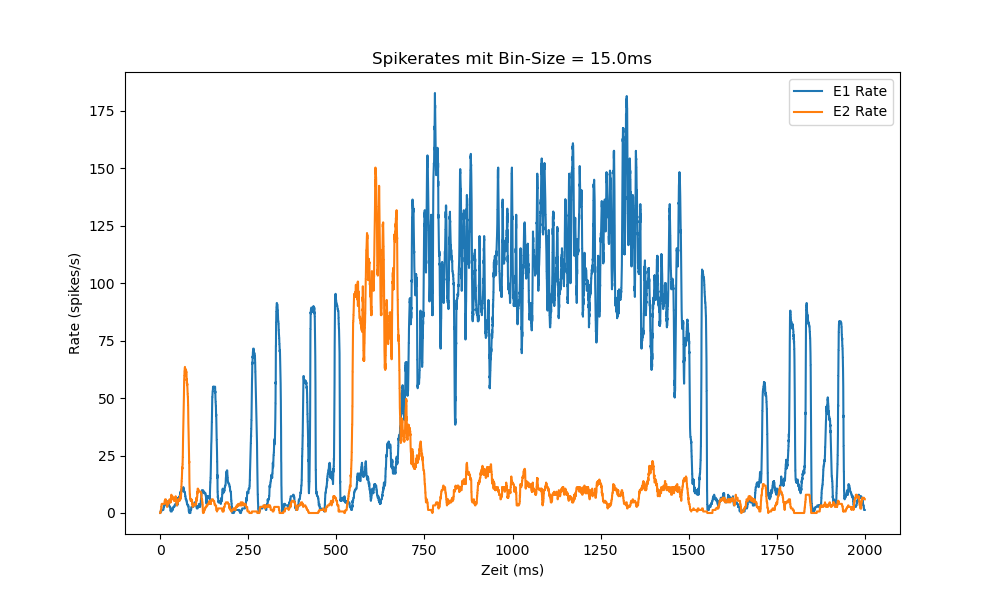 Spikerates mit Bin-Size = 15.0ms
E1 Rate
E2 Rate
175
150
125
100
75
50
25
0
Rate (spikes/s)
0 250 500 750 1000 1250 1500 1750 2000
Zeit (ms)